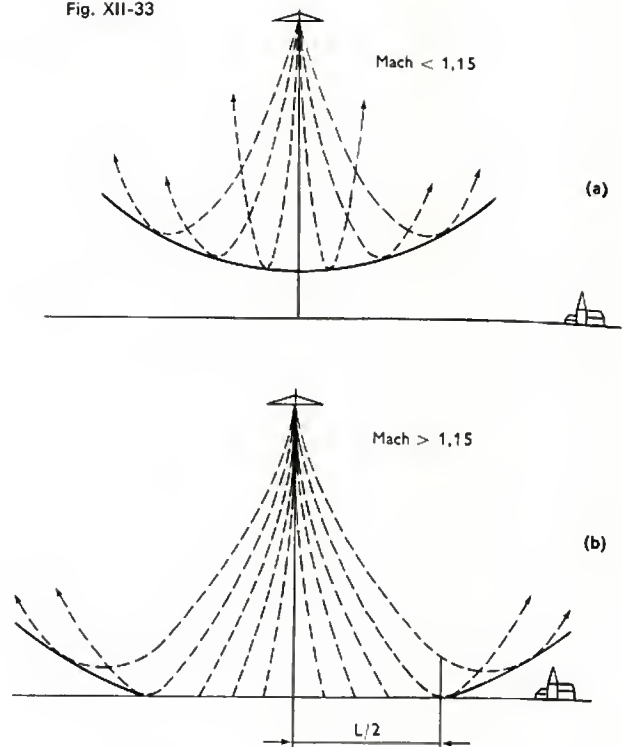 Fig. XII-33
Mach < 1,15
(a)
Mach > 1,15
(b)
L/2